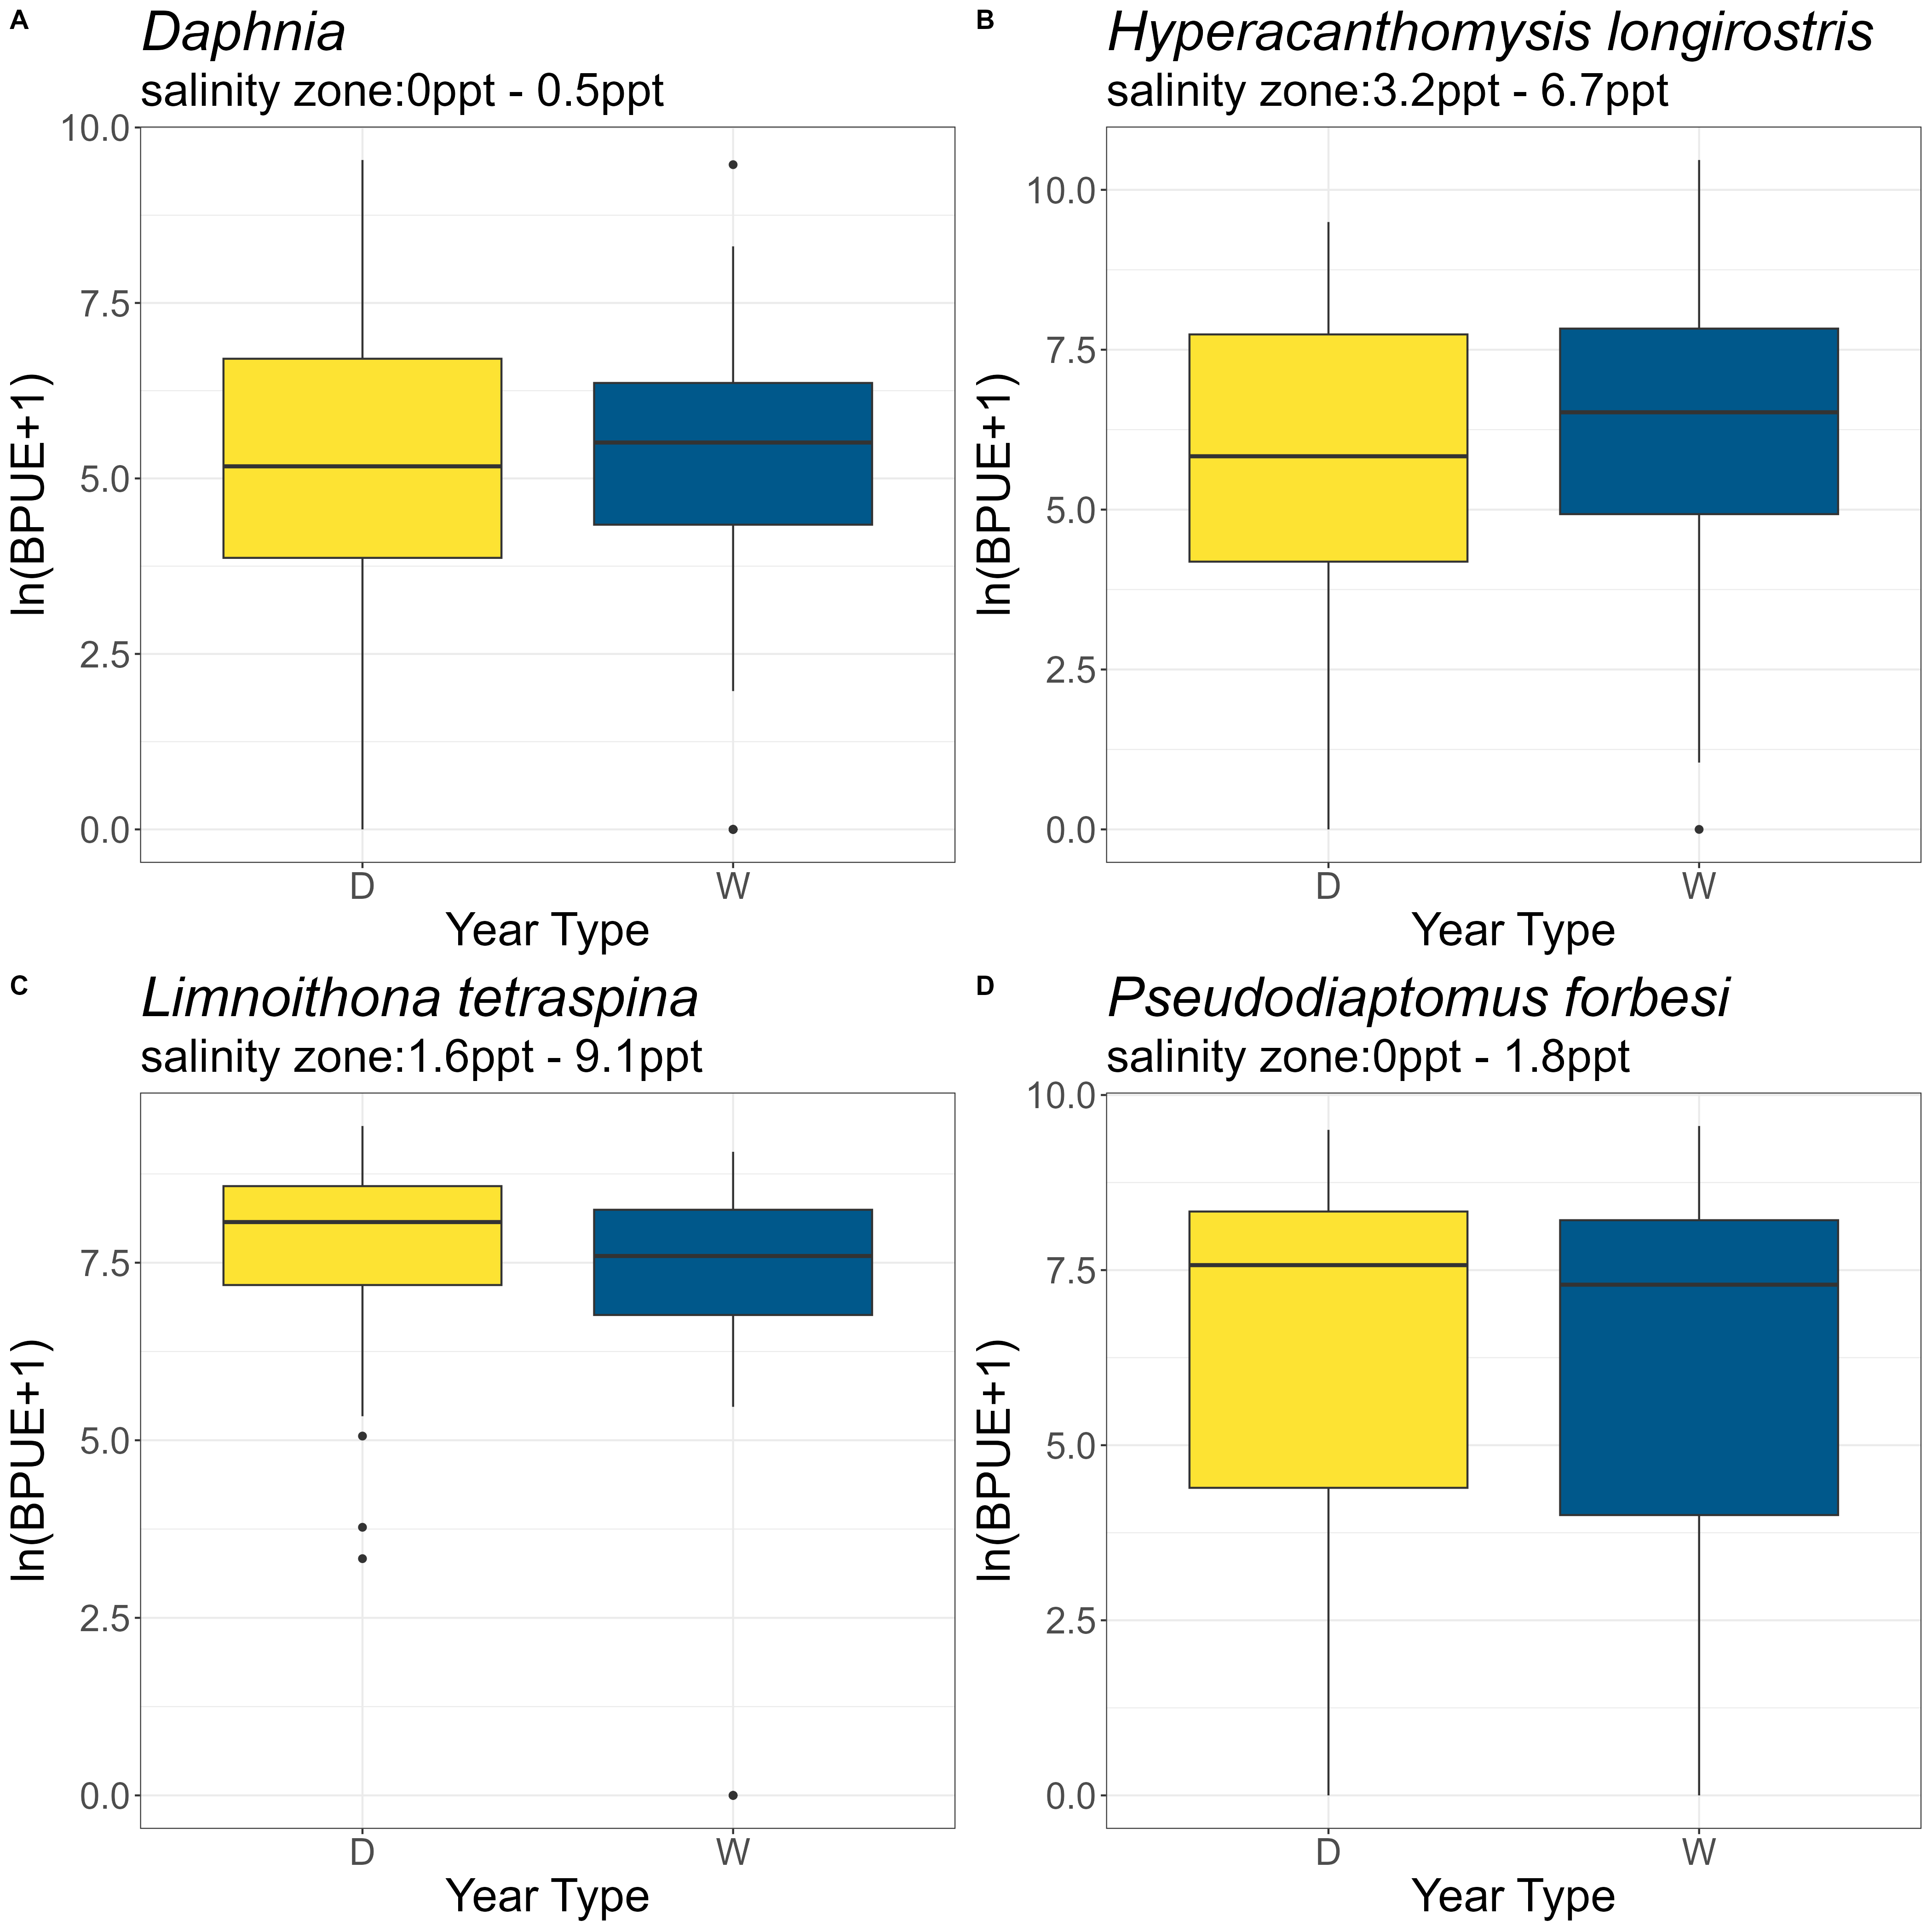 A
Daphnia
salinity zone:0ppt - 0.5ppt
10.0
7.5
5.0
2.5
0.0
ln(BPUE+1)
D
W
Year Type
B
Hyperacanthomysis longirostris
salinity zone:3.2ppt - 6.7ppt
10.0
7.5
5.0
2.5
0.0
ln(BPUE+1)
D
W
Year Type
C
Limnoithona tetraspina
salinity zone:1.6ppt - 9.1ppt
7.5
5.0
2.5
0.0
ln(BPUE+1)
D
W
Year Type
D
Pseudodiaptomus forbesi
salinity zone:0ppt - 1.8ppt
10.0
7.5
5.0
2.5
0.0
ln(BPUE+1)
D
W
Year Type